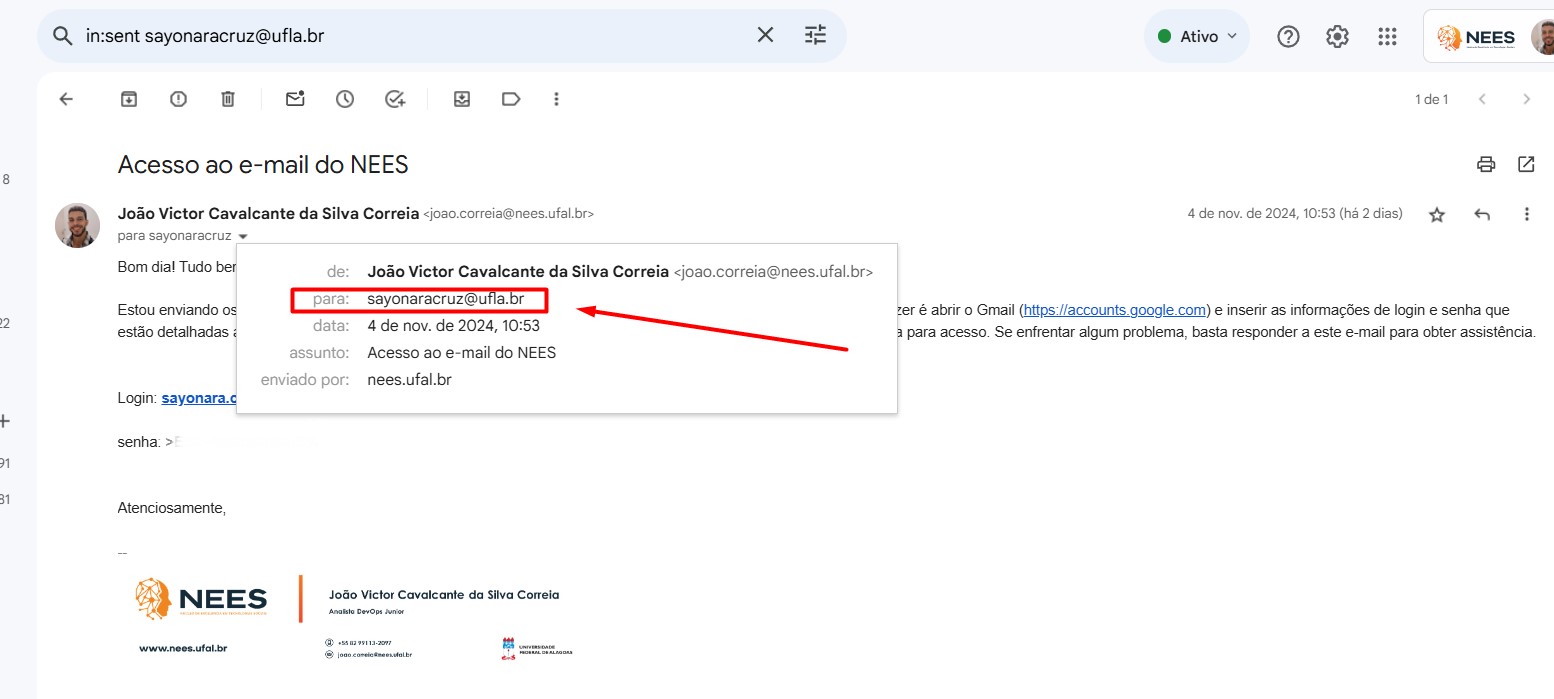 in:sent sayonaracruz@ufla.br
Ativo
NEES
1 de 1
8
Acesso ao e-mail do NEES
João Victor Cavalcante da Silva Correia <joao.correia@nees.ufal.br>
4 de nov. de 2024, 10:53 (há 2 dias)
para sayonaracruz
Bom dia! Tudo
de: João Victor Cavalcante da Silva Correia <joao.correia@nees.ufal.br>
para: sayonaracruz@ufla.br
data: 4 de nov. de 2024, 10:53
assunto: Acesso ao e-mail do NEES
enviado por: nees.ufal.br
Estou enviando os zer é abrir o Gmail (https://accounts.google.com) e inserir as informações de login e senha que
estão detalhadas a a para acesso. Se enfrentar algum problema, basta responder a este e-mail para obter assistência.
22
Login: sayonara.c
+
senha: >E
91
81
Atenciosamente,
--
NEES
João Victor Cavalcante da Silva Correia
Analista DevOps Junior
www.nees.ufal.br
+55 82 99113-2097
joao.correia@nees.ufal.br
UNIVERSIDADE
FEDERAL DE ALAGOAS